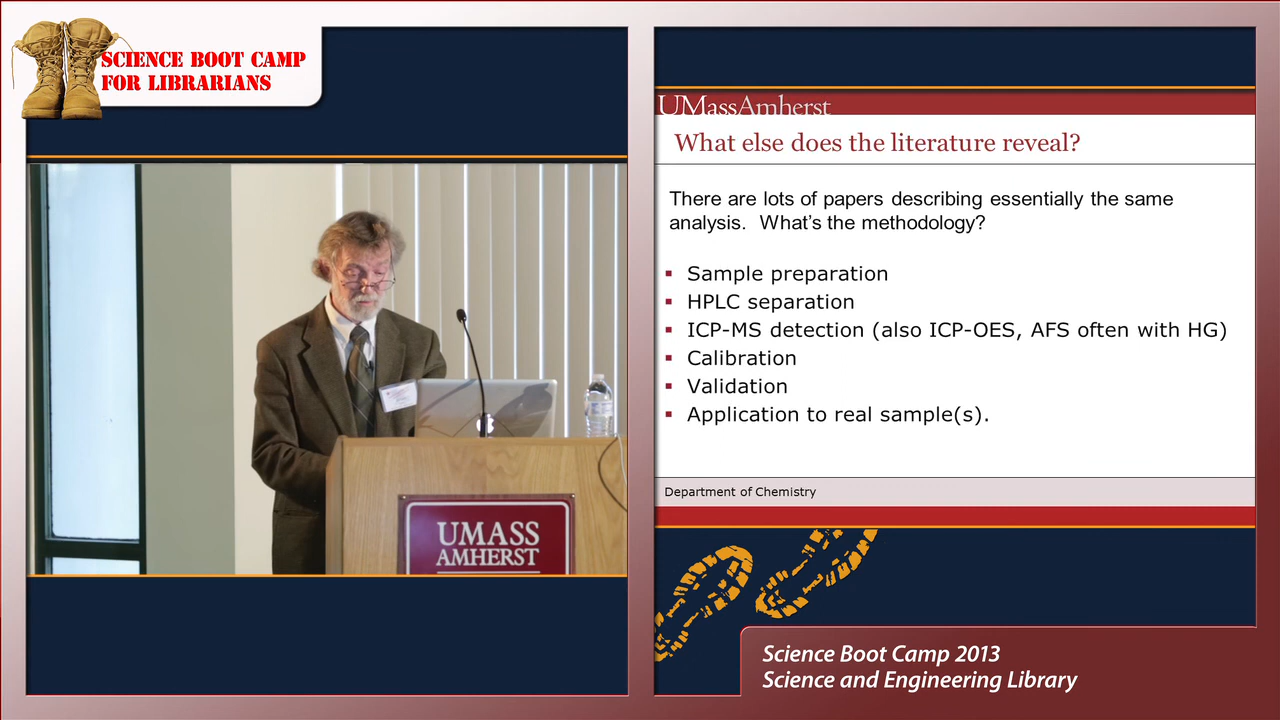 SCIENCE BOOT CAMP
FOR LIBRARIANS
UMASS
AMHERST
UMassAmherst
What else does the literature reveal?
There are lots of papers describing essentially the same
analysis. What's the methodology?
▪ Sample preparation
▪ HPLC separation
▪ ICP-MS detection (also ICP-OES, AFS often with HG)
▪ Calibration
▪ Validation
▪ Application to real sample(s).
Department of Chemistry
Science Boot Camp 2013
Science and Engineering Library